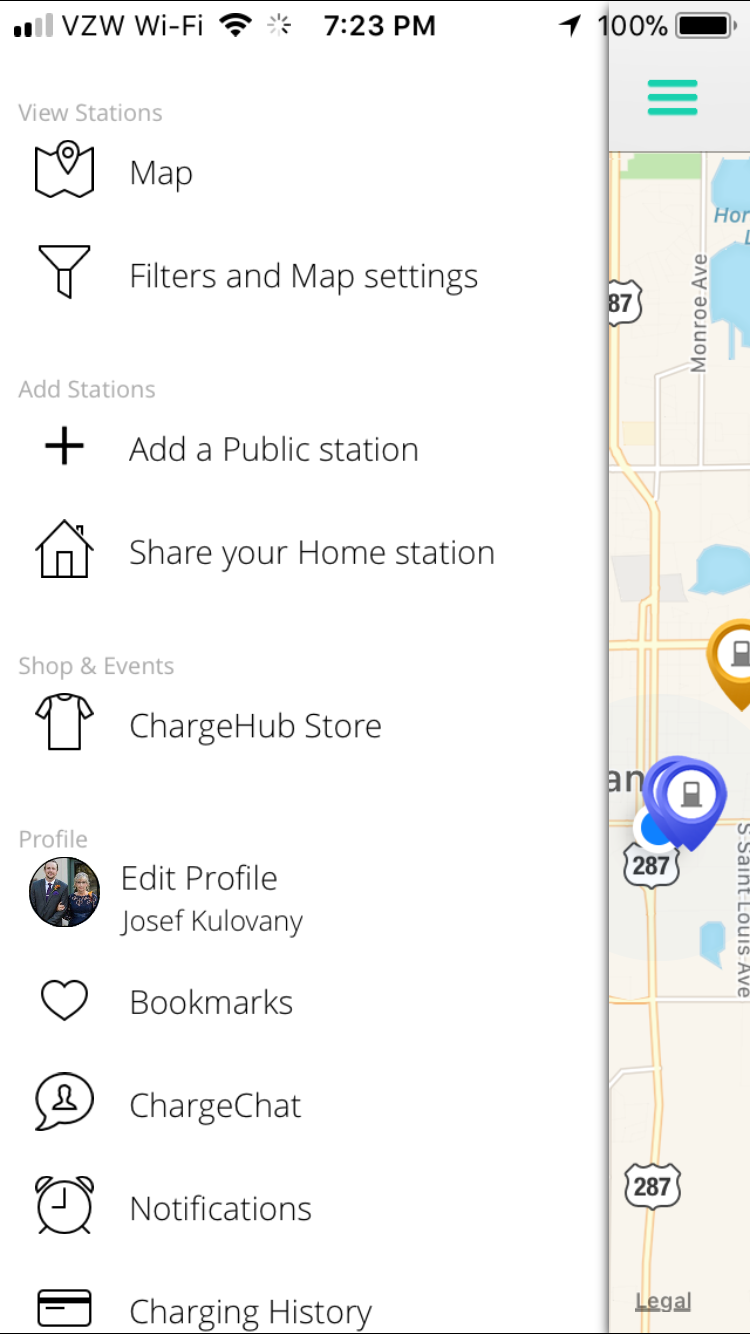 VZW Wi-Fi 7:23 PM 100%
View Stations
Map
Filters and Map settings
Add Stations
Add a Public station
Share your Home station
Shop & Events
ChargeHub Store
Profile
Edit Profile
Josef Kulovany
Bookmarks
ChargeChat
Notifications
Charging History
Hor
L
87
Monroe Ave
an
287
S Saint Louis Ave
287
Legal